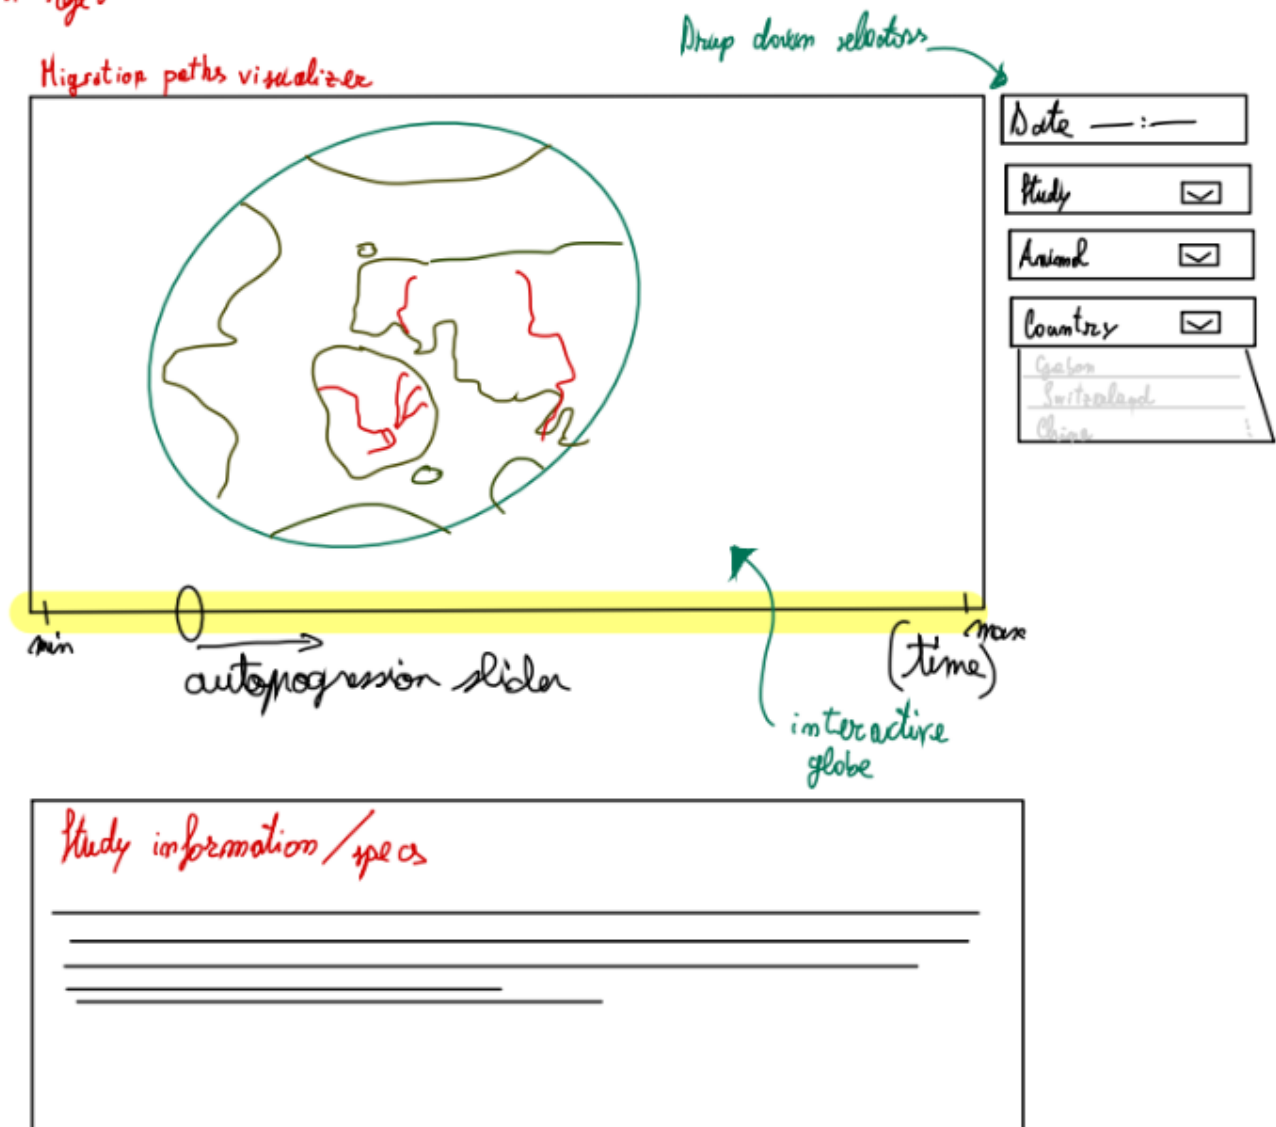 Drop down selectors
Migration paths visualizer
Date —:—
Study
Animal
Country
Gabon
Switzerland
China
min
max
autopogression slider
(time)
interactive
globe
Study information/specs